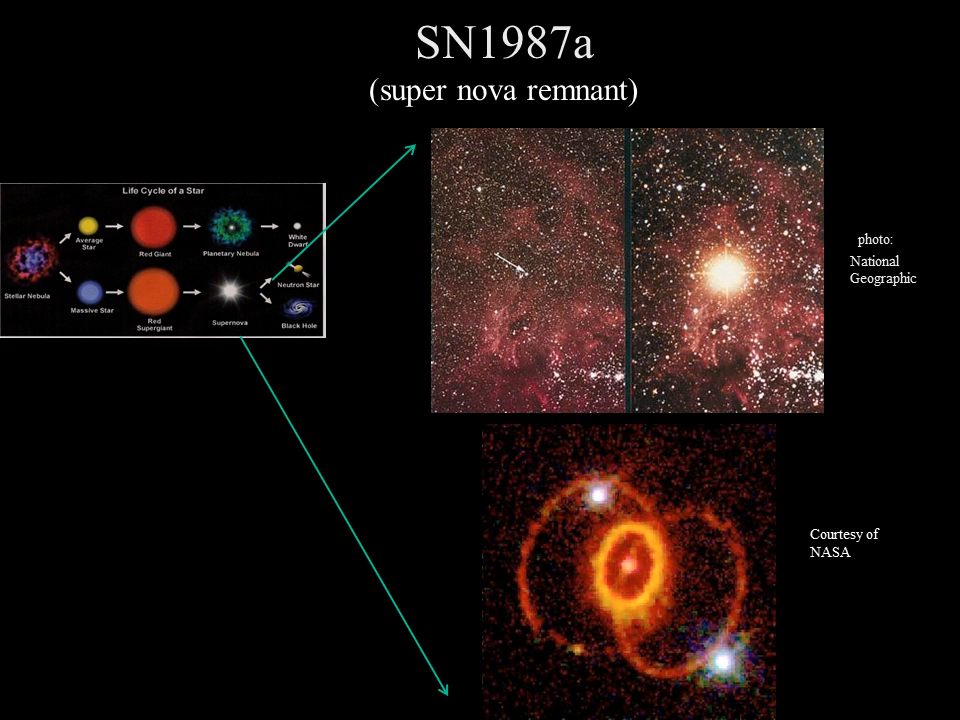 SN1987a
(super nova remnant)
Life Cycle of a Star
Average
Star
Red Giant
Planetary Nebula
White
Dwarf
Stellar Nebula
Massive Star
Red
Supergiant
Supernova
Neutron Star
Black Hole
photo:
National
Geographic
Courtesy of
NASA